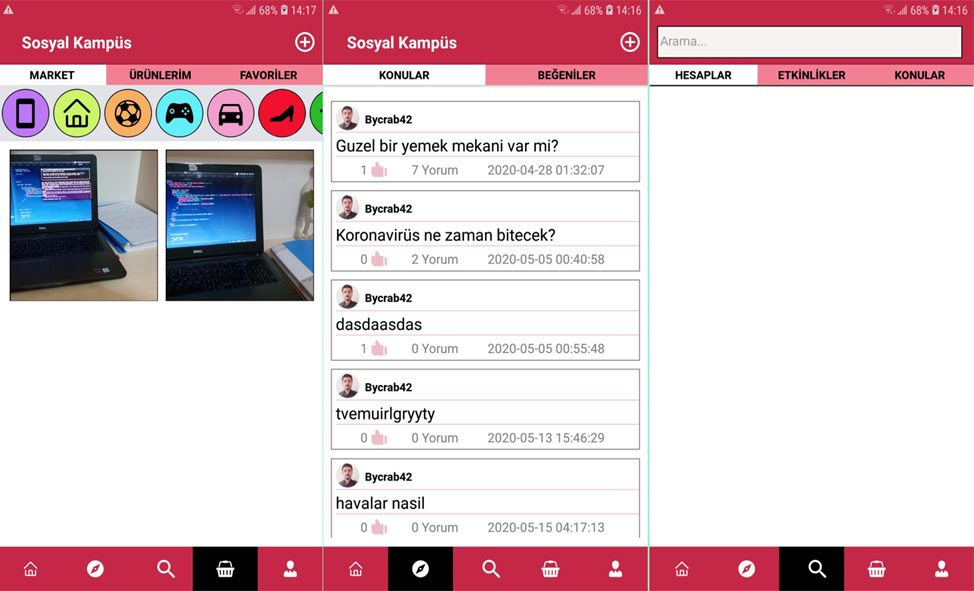 68% 14:17
Sosyal Kampüs
MARKET ÜRÜNLERİM FAVORİLER
68% 14:16
Sosyal Kampüs
KONULAR BEĞENİLER
Bycrab42
Guzel bir yemek mekani var mi?
1 7 Yorum 2020-04-28 01:32:07
Bycrab42
Koronavirüs ne zaman bitecek?
0 2 Yorum 2020-05-05 00:40:58
Bycrab42
dasdaasdas
1 0 Yorum 2020-05-05 00:55:48
Bycrab42
tvemuirlgryyty
0 0 Yorum 2020-05-13 15:46:29
Bycrab42
havalar nasil
0 0 Yorum 2020-05-15 04:17:13
68% 14:16
Arama...
HESAPLAR ETKİNLİKLER KONULAR